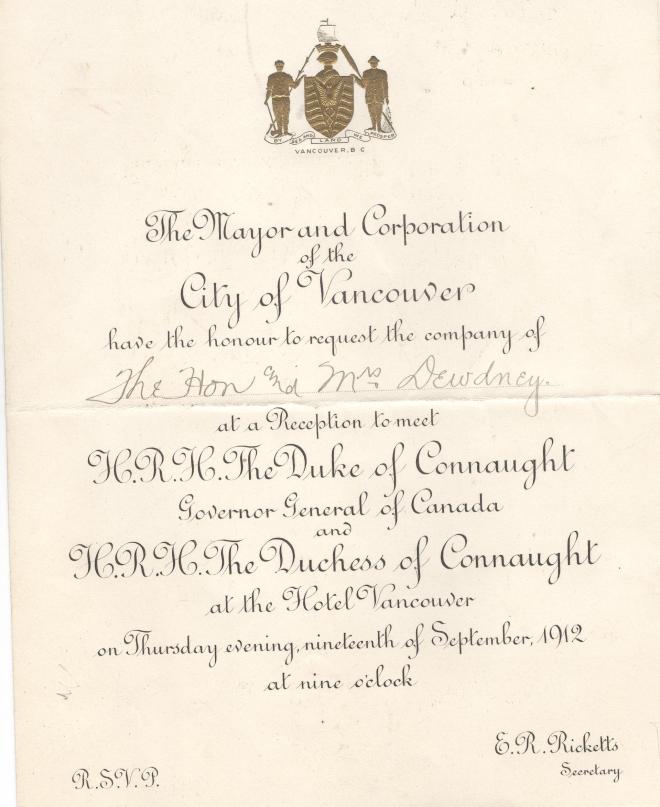 BY SEA AND LAND WE PROSPER
VANCOUVER, B C
The Mayor and Corporation
of the
City of Vancouver
have the honour to request the company of
The Hon and Mrs Dewdney.
at a Reception to meet
H.R.H. The Duke of Connaught
Governor General of Canada
and
H.R.H. The Duchess of Connaught
at the Hotel Vancouver
on Thursday evening, nineteenth of September, 1912
at nine o'clock
E. R. Ricketts
Secretary
R.S.V.P.